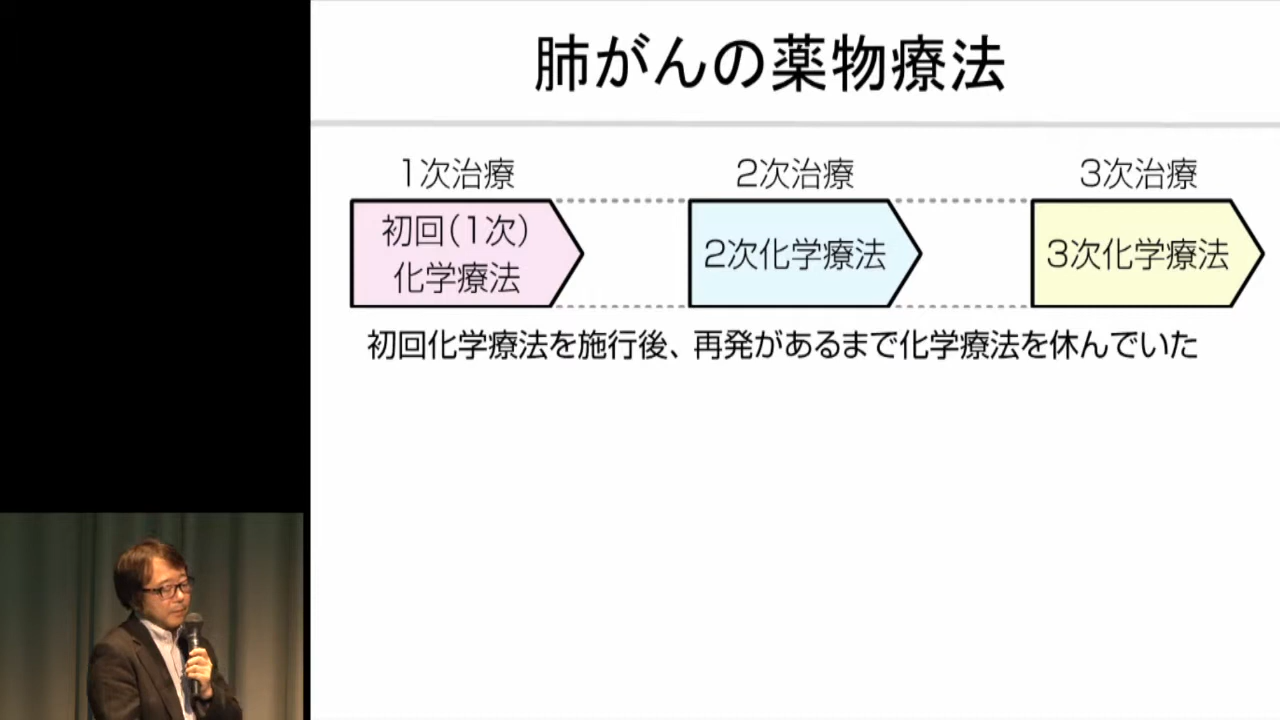 肺がんの薬物療法
1次治療
2次治療
3次治療
初回(1次)
化学療法
2次化学療法
3次化学療法
初回化学療法を施行後、再発があるまで化学療法を休んでいた